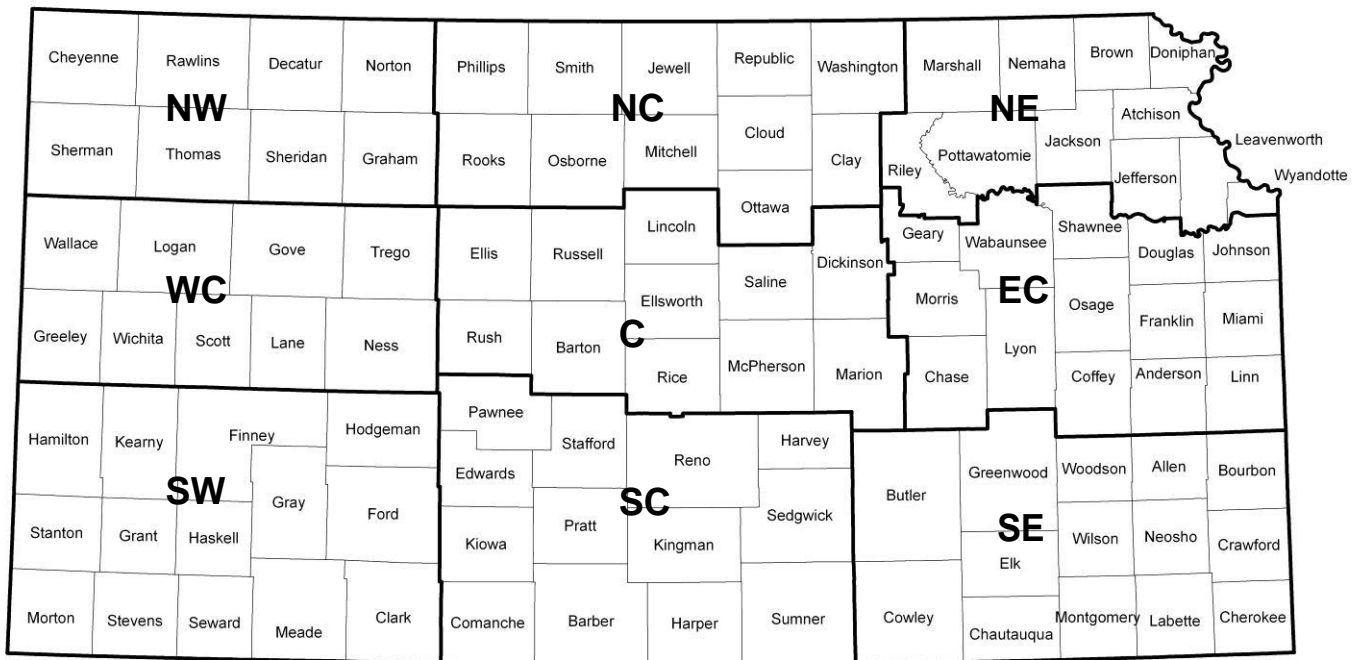 Cheyenne Rawlins Decatur Norton Phillips Smith Jewell Republic Washington Marshall Nemaha Brown Doniphan
NW NC NE
Sherman Thomas Sheridan Graham Rooks Osborne Mitchell Cloud Clay Riley Pottawatomie Jackson Atchison Leavenworth
Jefferson Wyandotte
Ottawa
Wallace Logan Gove Trego Ellis Russell Lincoln Saline Dickinson Geary Wabaunsee Shawnee Douglas Johnson
WC C EC
Greeley Wichita Scott Lane Ness Rush Barton Ellsworth McPherson Marion Morris Lyon Osage Franklin Miami
Rice Chase Coffey Anderson Linn
Hamilton Kearny Finney Hodgeman Pawnee Stafford Reno Harvey Butler Greenwood Woodson Allen Bourbon
SW SC SE
Edwards
Stanton Grant Haskell Gray Ford Kiowa Pratt Kingman Sedgwick Elk Wilson Neosho Crawford
Morton Stevens Seward Meade Clark Comanche Barber Harper Sumner Cowley Chautauqua Montgomery Labette Cherokee